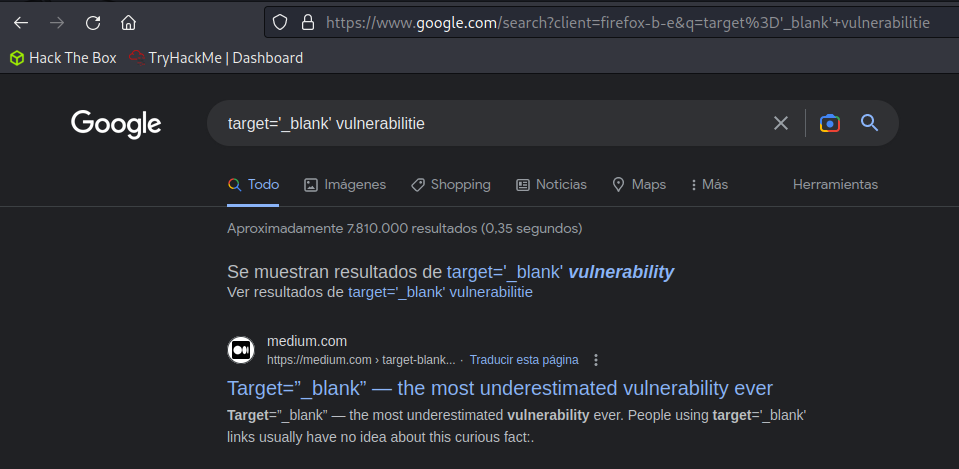 https://www.google.com/search?client=firefox-b-e&q=target%3D'_blank'+vulnerabilitie
Hack The Box TryHackMe | Dashboard
Google target='_blank' vulnerabilitie
Todo Imágenes Shopping Noticias Maps Más Herramientas
Aproximadamente 7.810.000 resultados (0,35 segundos)
Se muestran resultados de target='_blank' vulnerability
Ver resultados de target='_blank' vulnerabilitie
medium.com
https://medium.com › target-blank... · Traducir esta página
Target=”_blank” — the most underestimated vulnerability ever
Target=”_blank” — the most underestimated vulnerability ever. People using target='_blank'
links usually have no idea about this curious fact:.